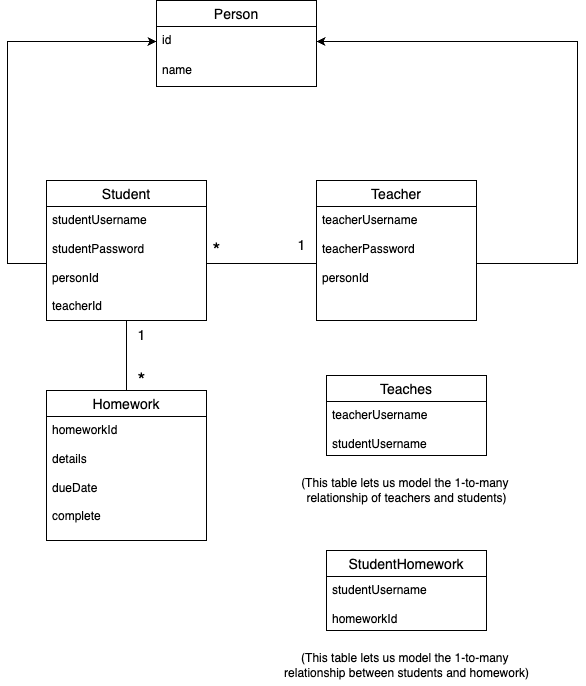 Person
id
name
Student
studentUsername
studentPassword
personId
teacherId
*
1
Teacher
teacherUsername
teacherPassword
personId
1
*
Homework
homeworkId
details
dueDate
complete
Teaches
teacherUsername
studentUsername
(This table lets us model the 1-to-many
relationship of teachers and students)
StudentHomework
studentUsername
homeworkId
(This table lets us model the 1-to-many
relationship between students and homework)